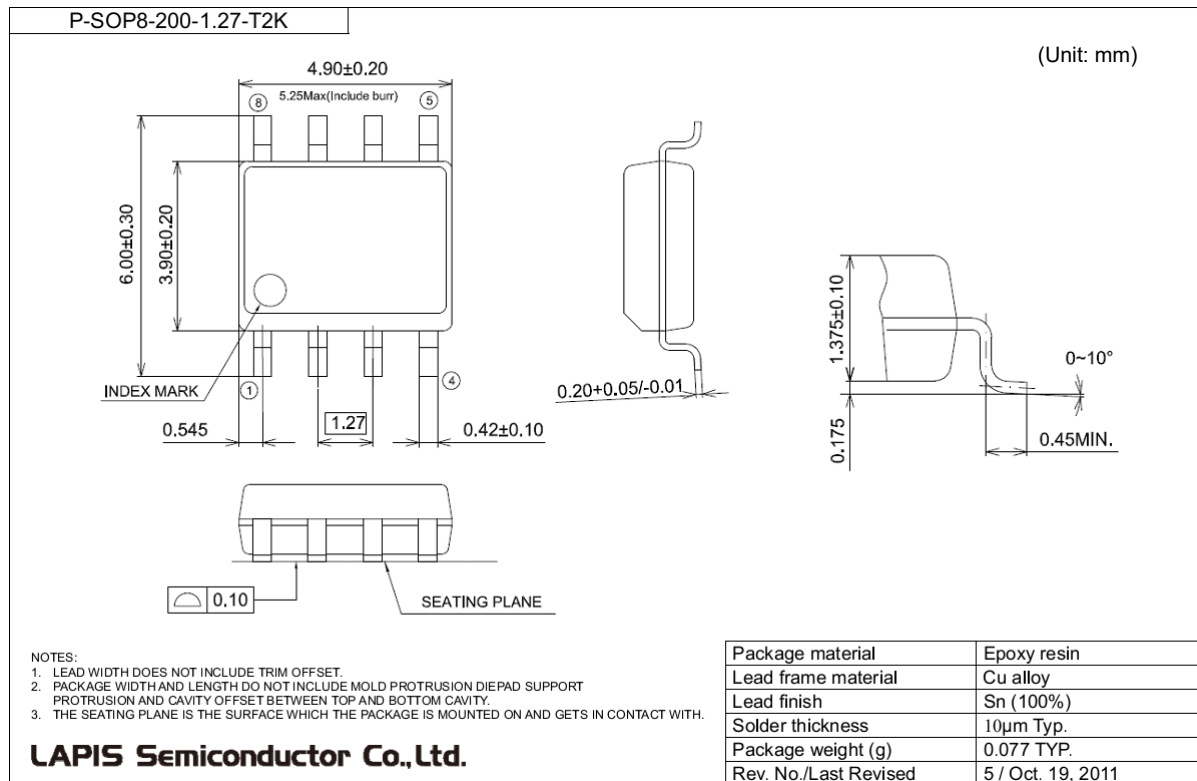 P-SOP8-200-1.27-T2K
(Unit: mm)
4.90±0.20
5.25Max(Include burr)
8
5
6.00±0.30
3.90±0.20
INDEX MARK
1
4
0.545
1.27
0.42±0.10
0.20+0.05/-0.01
1.375±0.10
0.175
0~10°
0.45MIN.
0.10
SEATING PLANE
NOTES:
1. LEAD WIDTH DOES NOT INCLUDE TRIM OFFSET.
2. PACKAGE WIDTH AND LENGTH DO NOT INCLUDE MOLD PROTRUSION DIEPAD SUPPORT
PROTRUSION AND CAVITY OFFSET BETWEEN TOP AND BOTTOM CAVITY.
3. THE SEATING PLANE IS THE SURFACE WHICH THE PACKAGE IS MOUNTED ON AND GETS IN CONTACT WITH.
LAPIS Semiconductor Co.,Ltd.
Package material Epoxy resin
Lead frame material Cu alloy
Lead finish Sn (100%)
Solder thickness 10µm Typ.
Package weight (g) 0.077 TYP.
Rev. No./Last Revised 5 / Oct. 19, 2011